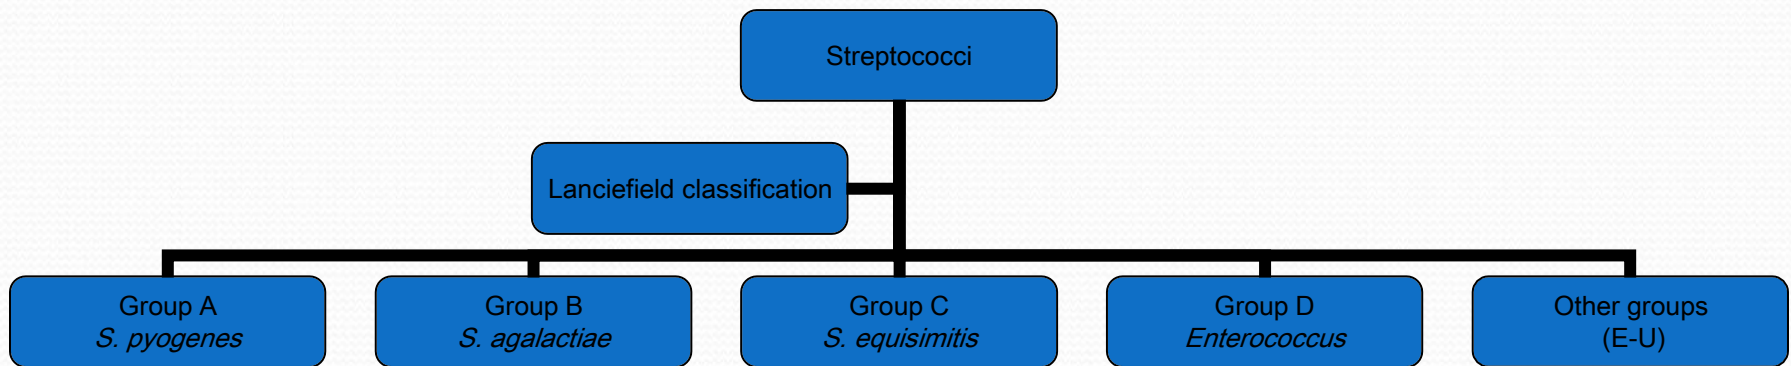 Streptococci
Lanciefield classification
Group A
S. pyogenes
Group B
S. agalactiae
Group C
S. equisimitis
Group D
Enterococcus
Other groups
(E-U)